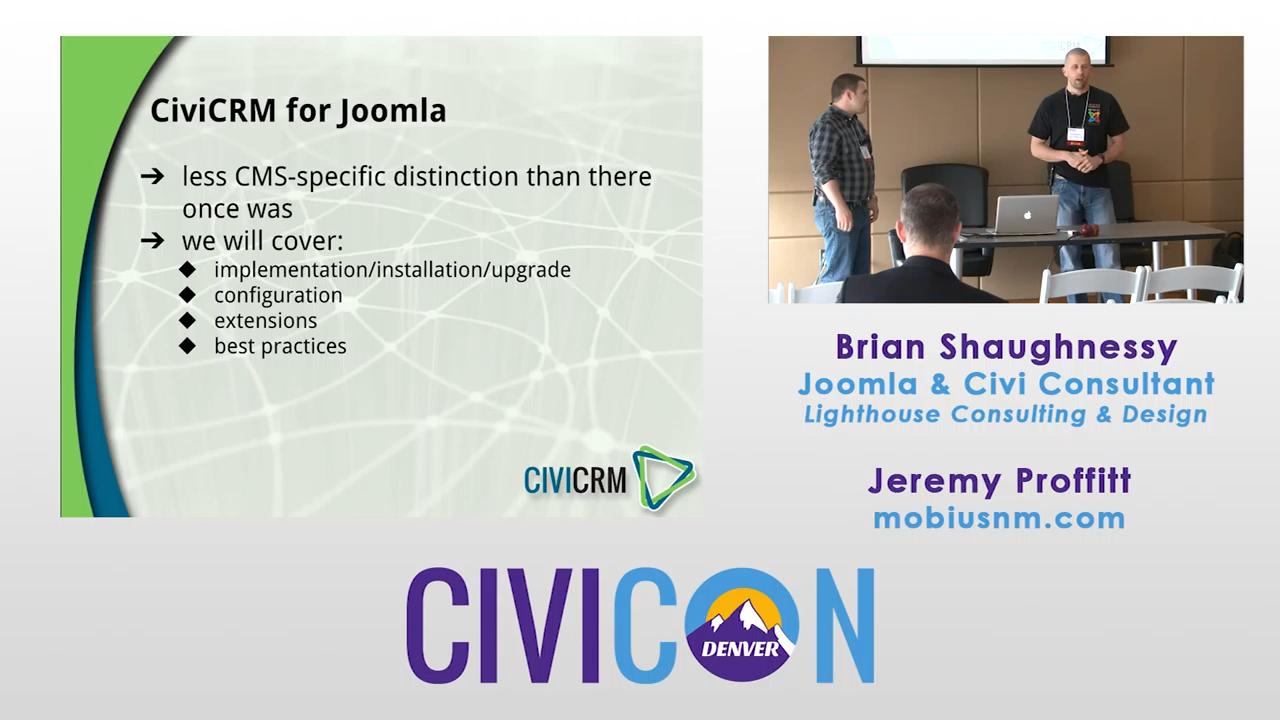 CiviCRM for Joomla
➔ less CMS-specific distinction than there
once was
➔ we will cover:
◆ implementation/installation/upgrade
◆ configuration
◆ extensions
◆ best practices
CIVICRM
Brian Shaughnessy
Joomla & Civi Consultant
Lighthouse Consulting & Design
Jeremy Proffitt
mobiusnm.com
CIVICON
DENVER